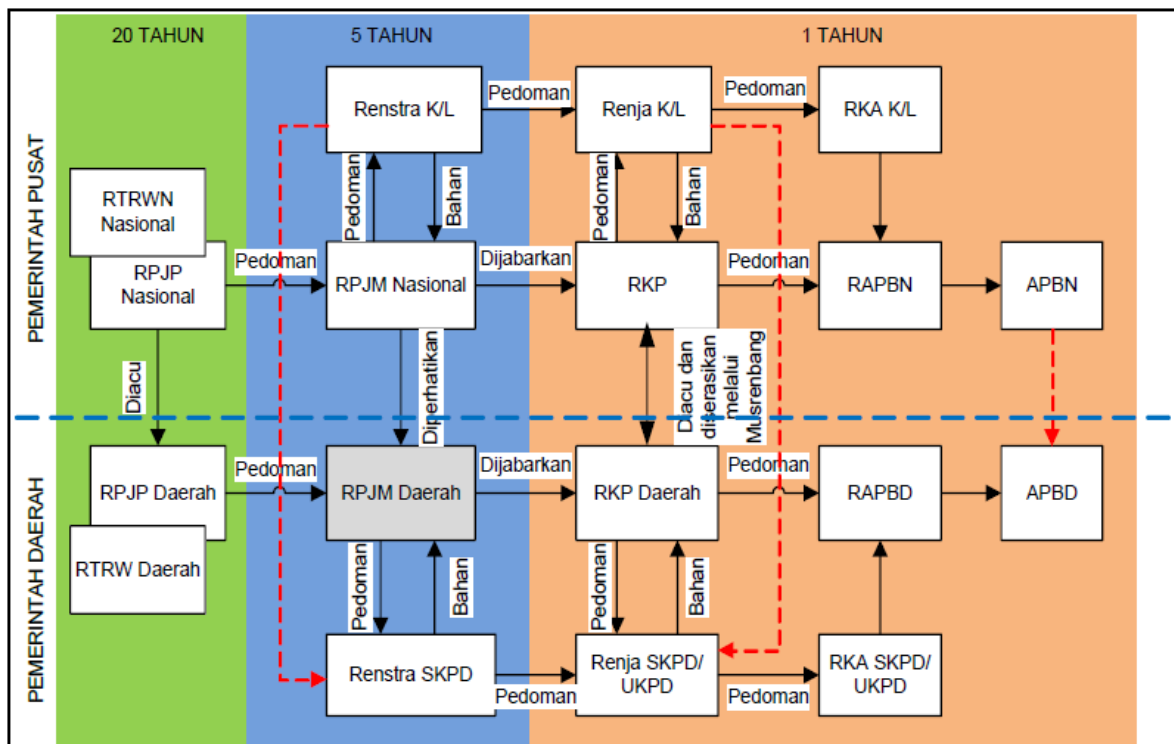 20 TAHUN
5 TAHUN
1 TAHUN
PEMERINTAH PUSAT
Renstra K/L
Pedoman
Renja K/L
Pedoman
RKA K/L
Pedoman
Bahan
Pedoman
Bahan
RTRWN
Nasional
RPJP
Nasional
Pedoman
RPJM Nasional
Dijabarkan
RKP
Pedoman
RAPBN
APBN
Diacu
Diperhatikan
Diacu dan
diserasikan
melalui
Musrenbang
PEMERINTAH DAERAH
RPJP Daerah
Pedoman
RPJM Daerah
Dijabarkan
RKP Daerah
Pedoman
RAPBD
APBD
RTRW Daerah
Pedoman
Bahan
Pedoman
Bahan
Renstra SKPD
Pedoman
Renja SKPD/
UKPD
Pedoman
RKA SKPD/
UKPD